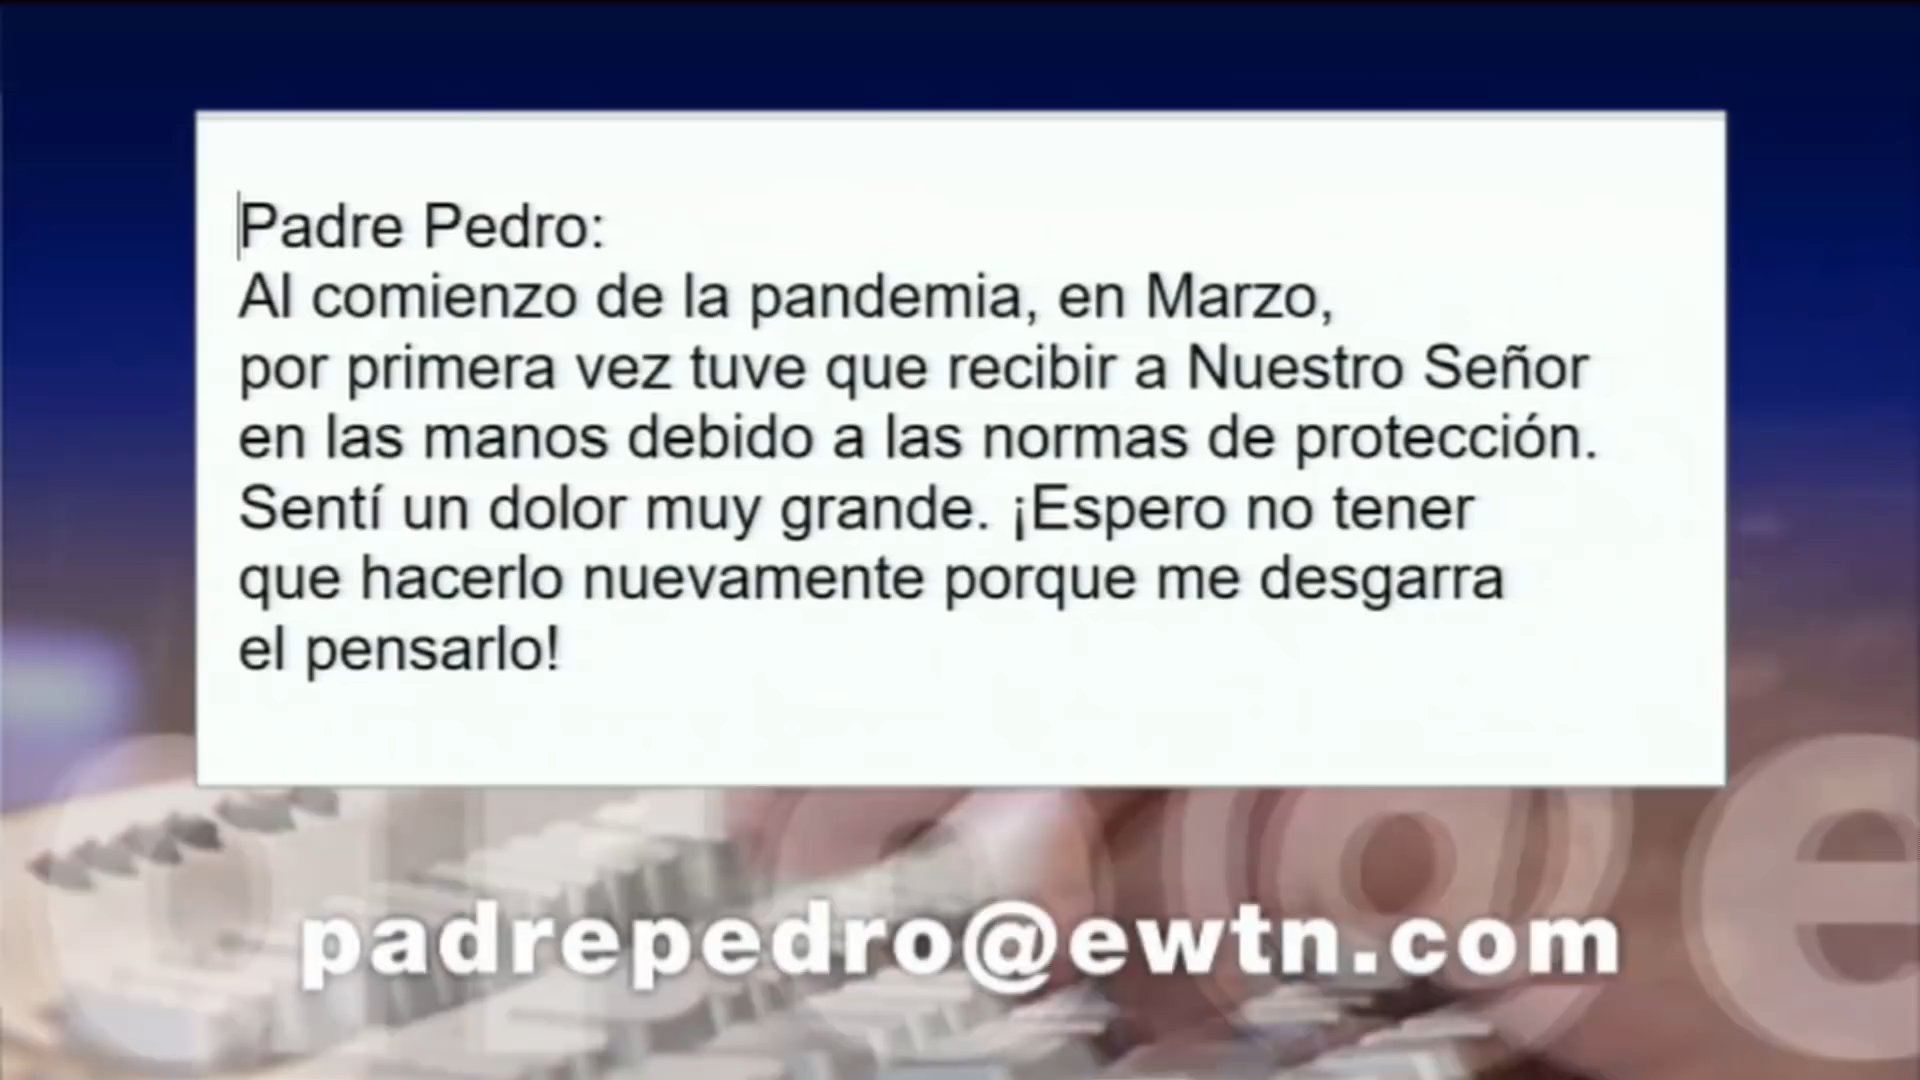 Padre Pedro:
Al comienzo de la pandemia, en Marzo,
por primera vez tuve que recibir a Nuestro Señor
en las manos debido a las normas de protección.
Sentí un dolor muy grande. ¡Espero no tener
que hacerlo nuevamente porque me desgarra
el pensarlo!
padrepedro@ewtn.com